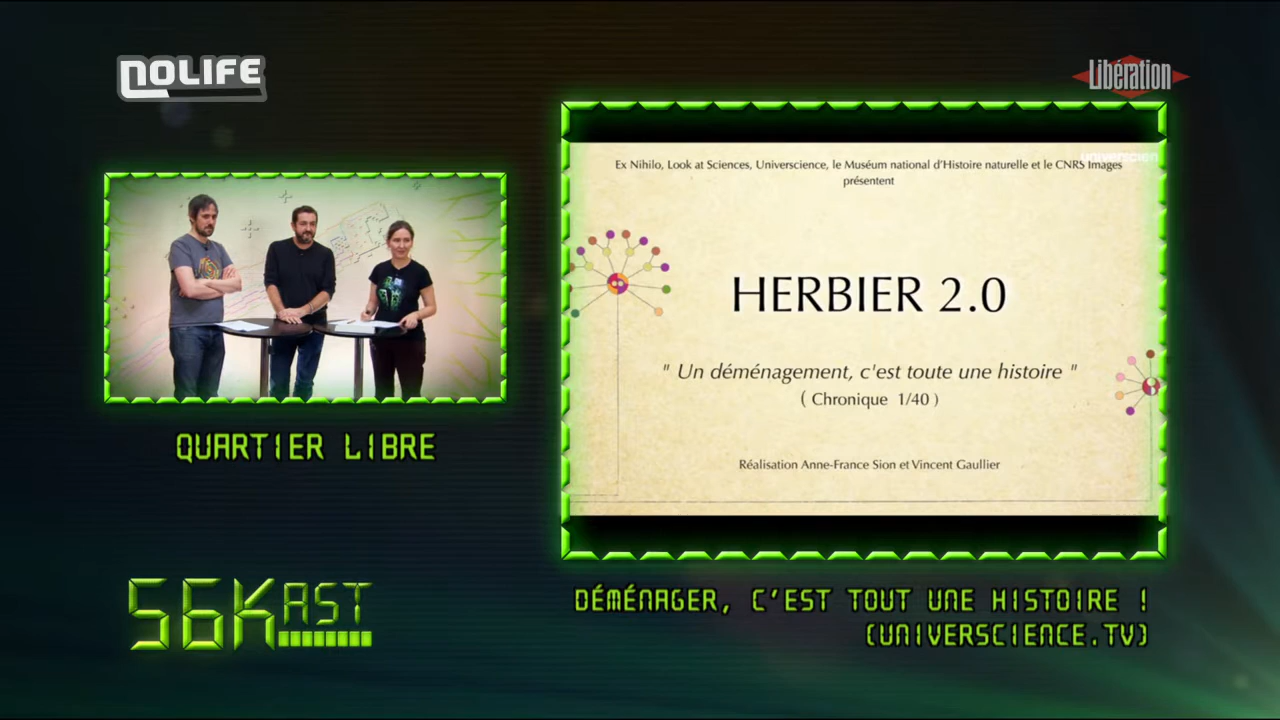 NOLIFE
Libération
universcien
Ex Nihilo, Look at Sciences, Universcience, le Muséum national d'Histoire naturelle et le CNRS Images
présentent
HERBIER 2.0
" Un déménagement, c'est toute une histoire "
( Chronique 1/40 )
Réalisation Anne-France Sion et Vincent Gaullier
QUARTIER LIBRE
56KAST
DÉMÉNAGER, C'EST TOUT UNE HISTOIRE !
(UNIVERSCIENCE.TV)